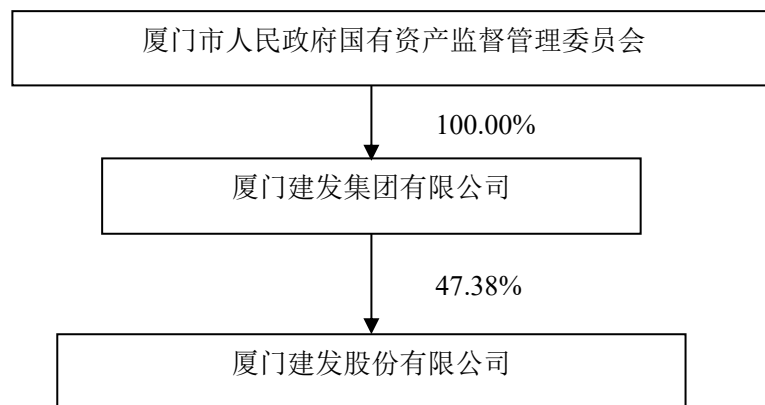 厦门市人民政府国有资产监督管理委员会
100.00%
厦门建发集团有限公司
47.38%
厦门建发股份有限公司